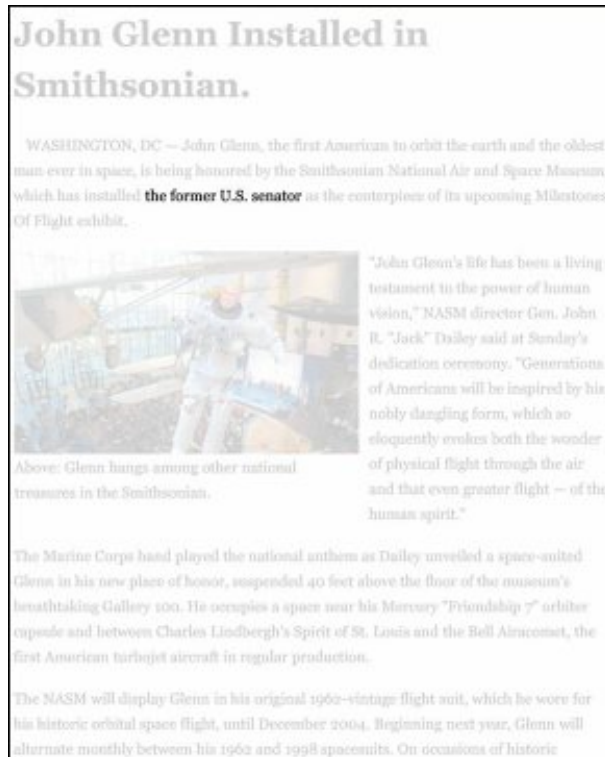 John Glenn Installed in
Smithsonian.
WASHINGTON, DC — John Glenn, the first American to orbit the earth and the oldest
man ever in space, is being honored by the Smithsonian National Air and Space Museum,
which has installed the former U.S. senator as the centerpiece of its upcoming Milestones
Of Flight exhibit.
"John Glenn's life has been a living
testament to the power of human
vision," NASM director Gen. John
R. "Jack" Dailey said at Sunday's
dedication ceremony. "Generations
of Americans will be inspired by his
nobly dangling form, which so
eloquently evokes both the wonder
of physical flight through the air
and that even greater flight — of the
human spirit."
Above: Glenn hangs among other national
treasures in the Smithsonian.
The Marine Corps band played the national anthem as Dailey unveiled a space-suited
Glenn in his new place of honor, suspended 40 feet above the floor of the museum's
breathtaking Gallery 100. He occupies a space near his Mercury "Friendship 7" orbiter
capsule and between Charles Lindbergh's Spirit of St. Louis and the Bell Airacomet, the
first American turbojet aircraft in regular production.
The NASM will display Glenn in his original 1962-vintage flight suit, which he wore for
his historic orbital space flight, until December 2004. Beginning next year, Glenn will
alternate monthly between his 1962 and 1998 spacesuits. On occasions of historic